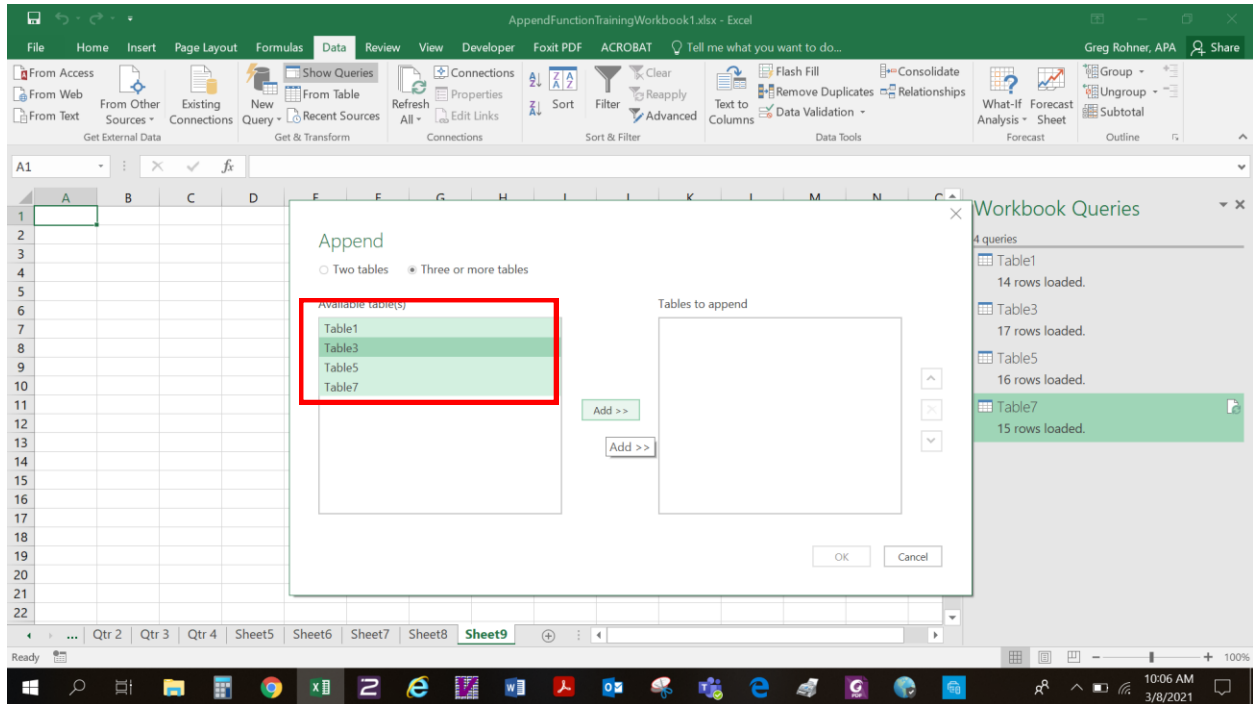 AppendFunctionTrainingWorkbook1.xlsx - Excel
File Home Insert Page Layout Formulas Data Review View Developer Foxit PDF ACROBAT Tell me what you want to do... Greg Rohner, APA Share
From Access
From Web
From Text
From Other Sources
Existing Connections
Get External Data
New Query
Show Queries
From Table
Recent Sources
Get & Transform
Refresh All
Connections
Properties
Edit Links
Connections
Sort
Filter
Clear
Reapply
Advanced
Sort & Filter
Text to Columns
Flash Fill
Remove Duplicates
Data Validation
Consolidate
Relationships
Data Tools
What-If Analysis
Forecast Sheet
Forecast
Group
Ungroup
Subtotal
Outline
A1 fx
A B C D E F G H I J K L M N O
1
2
3
4
5
6
7
8
9
10
11
12
13
14
15
16
17
18
19
20
21
22
Append
Two tables Three or more tables
Available table(s) Tables to append
Table1
Table3
Table5
Table7
Add >>
Add >>
OK Cancel
Workbook Queries
4 queries
Table1
14 rows loaded.
Table3
17 rows loaded.
Table5
16 rows loaded.
Table7
15 rows loaded.
... Qtr 2 Qtr 3 Qtr 4 Sheet5 Sheet6 Sheet7 Sheet8 Sheet9
Ready 100%
10:06 AM
3/8/2021